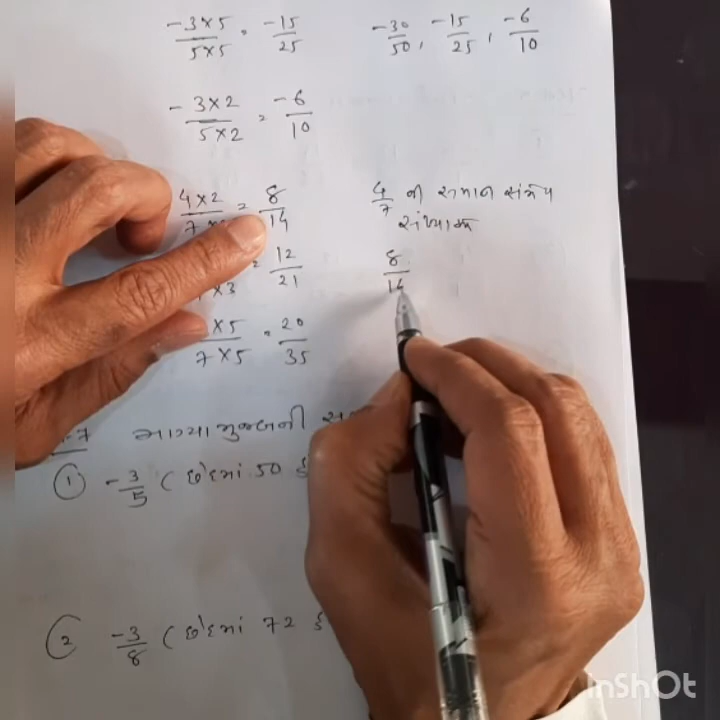 -3×5/5×5 = -15/25
-30/50, -15/25, -6/10
-3×2/5×2 = -6/10
4×2/7 = 8/14
4/7 ની સમાન સંમેય
સંખ્યાઓ
= 12/21
×3
8/14
×5/7×5 = 20/35
માગ્યા મુજબની
① -3/5 (છેદમાં 50
② -3/8 (છેદમાં 72
InShOt